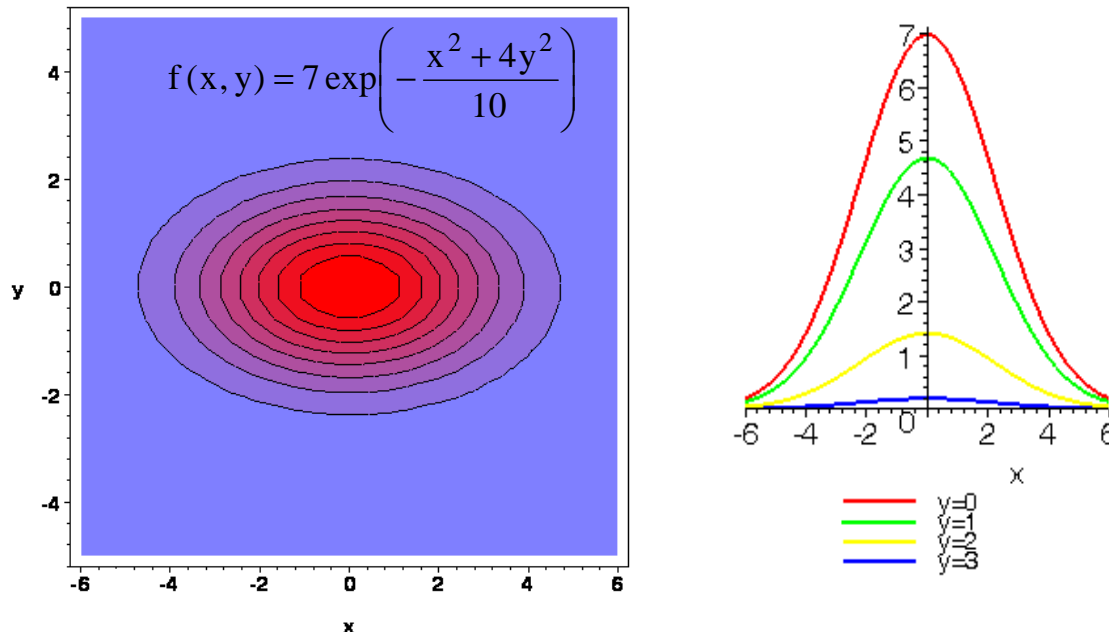 f (x, y) = 7 exp(− (x² + 4y²) / 10)
4
2
0
-2
-4
y
-6 -4 -2 0 2 4 6
x
7
6
5
4
3
2
1
0
-6 -4 -2 2 4 6
x
y=0
y=1
y=2
y=3